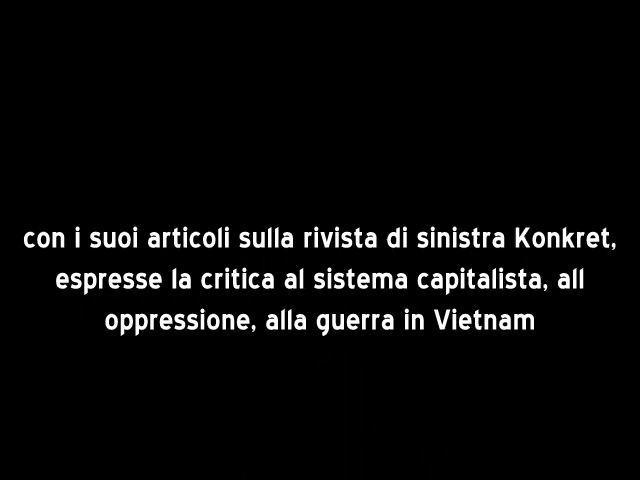 con i suoi articoli sulla rivista di sinistra Konkret,
espresse la critica al sistema capitalista, all
oppressione, alla guerra in Vietnam